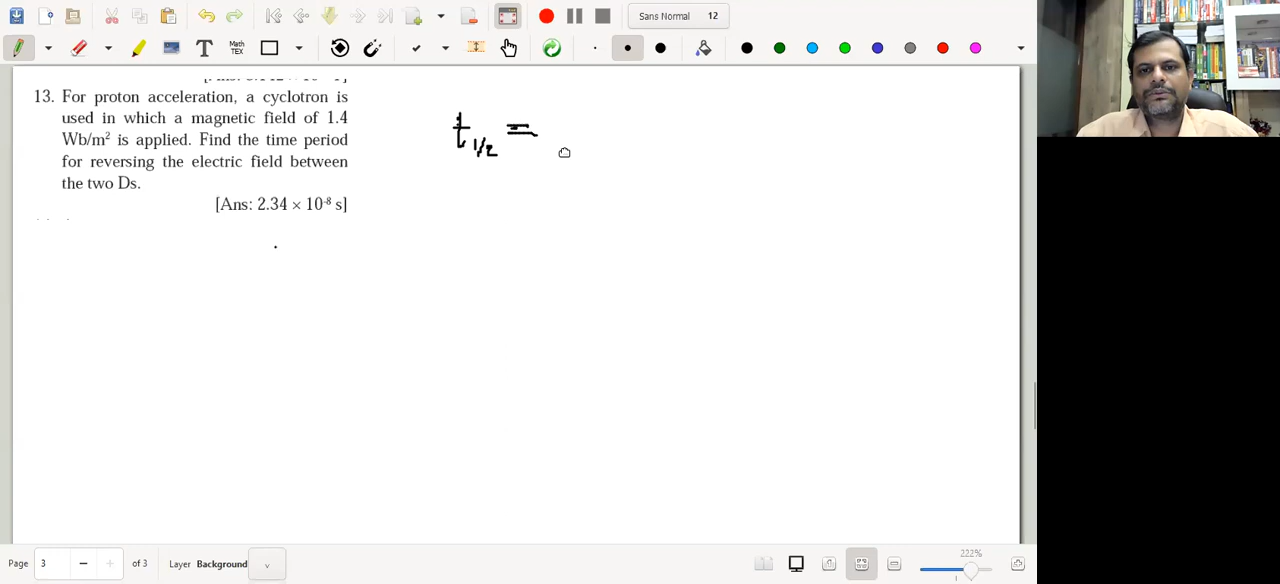 Sans Normal 12
Math
TEX
13. For proton acceleration, a cyclotron is
used in which a magnetic field of 1.4
Wb/m² is applied. Find the time period
for reversing the electric field between
the two Ds.
[Ans: 2.34 × 10⁻⁸ s]
t 1/2 =
Page 3 of 3 Layer Background
222%